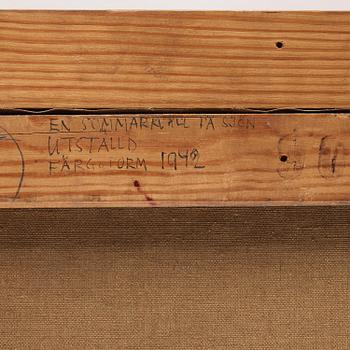 EN SOMMARKVÄLL PÅ SJÖN
UTSTÄLLD
FÄRG O FORM 1942